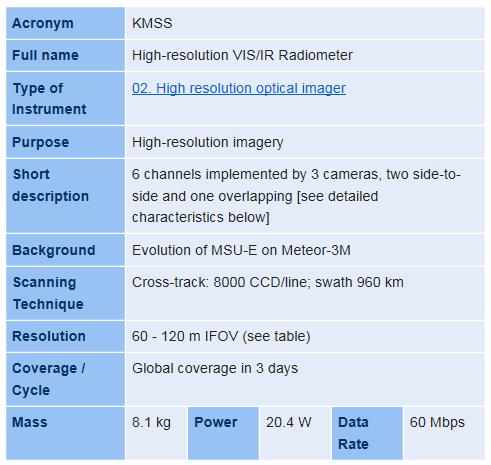 Acronym KMSS
Full name High-resolution VIS/IR Radiometer
Type of Instrument 02. High resolution optical imager
Purpose High-resolution imagery
Short description 6 channels implemented by 3 cameras, two side-to-
side and one overlapping [see detailed
characteristics below]
Background Evolution of MSU-E on Meteor-3M
Scanning Technique Cross-track: 8000 CCD/line; swath 960 km
Resolution 60 - 120 m IFOV (see table)
Coverage / Cycle Global coverage in 3 days
Mass 8.1 kg Power 20.4 W Data Rate 60 Mbps